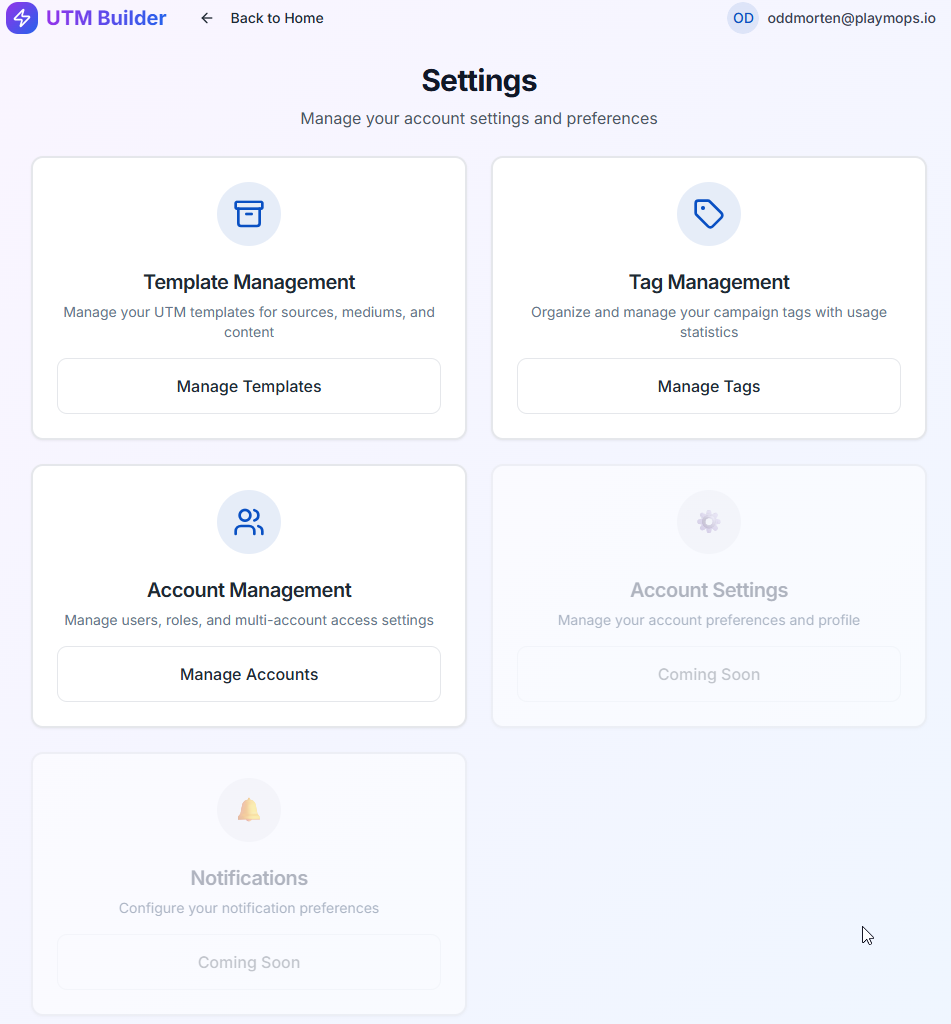 UTM Builder
Back to Home
OD
oddmorten@playmops.io
Settings
Manage your account settings and preferences
Template Management
Manage your UTM templates for sources, mediums, and
content
Manage Templates
Tag Management
Organize and manage your campaign tags with usage
statistics
Manage Tags
Account Management
Manage users, roles, and multi-account access settings
Manage Accounts
Account Settings
Manage your account preferences and profile
Coming Soon
Notifications
Configure your notification preferences
Coming Soon